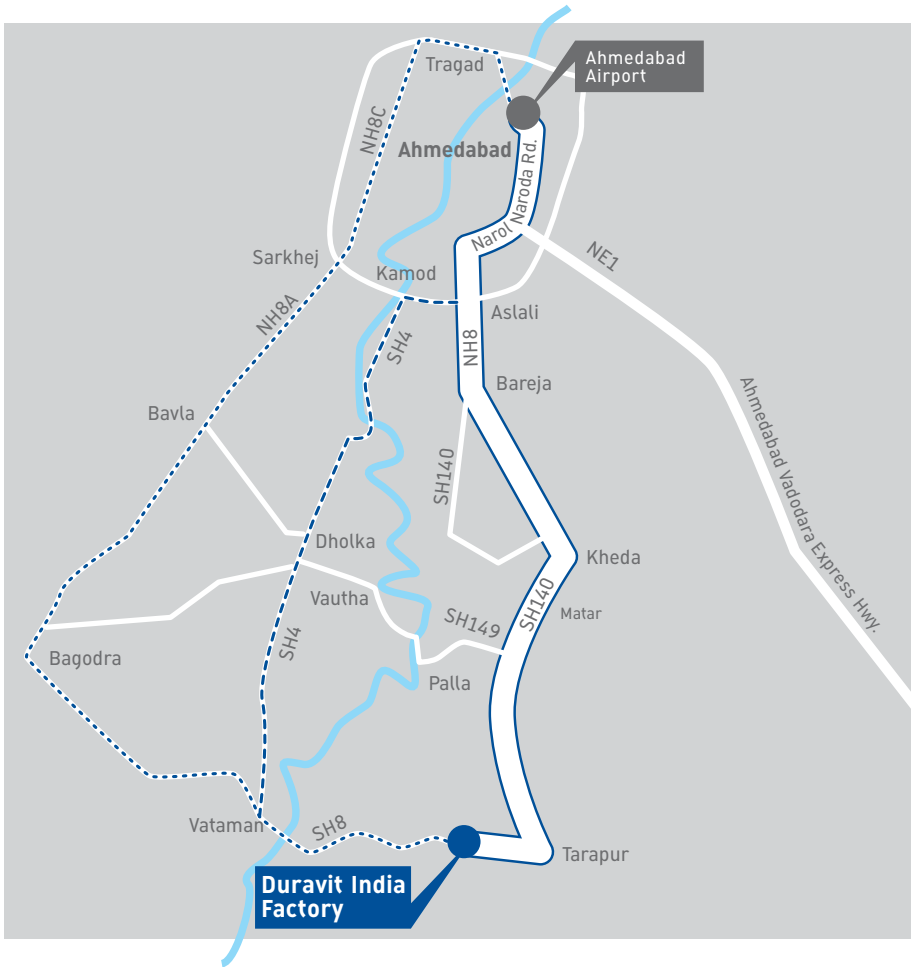 Tragad
Ahmedabad
Airport
NH8C
Ahmedabad
Narol Naroda Rd.
Sarkhej
Kamod
NE1
NH8A
SH4
Aslali
NH8
Bareja
Bavla
Ahmedabad Vadodara Express Hwy.
SH140
Dholka
Kheda
Vautha
SH140
Matar
SH149
SH4
Bagodra
Palla
Vataman
SH8
Tarapur
Duravit India
Factory